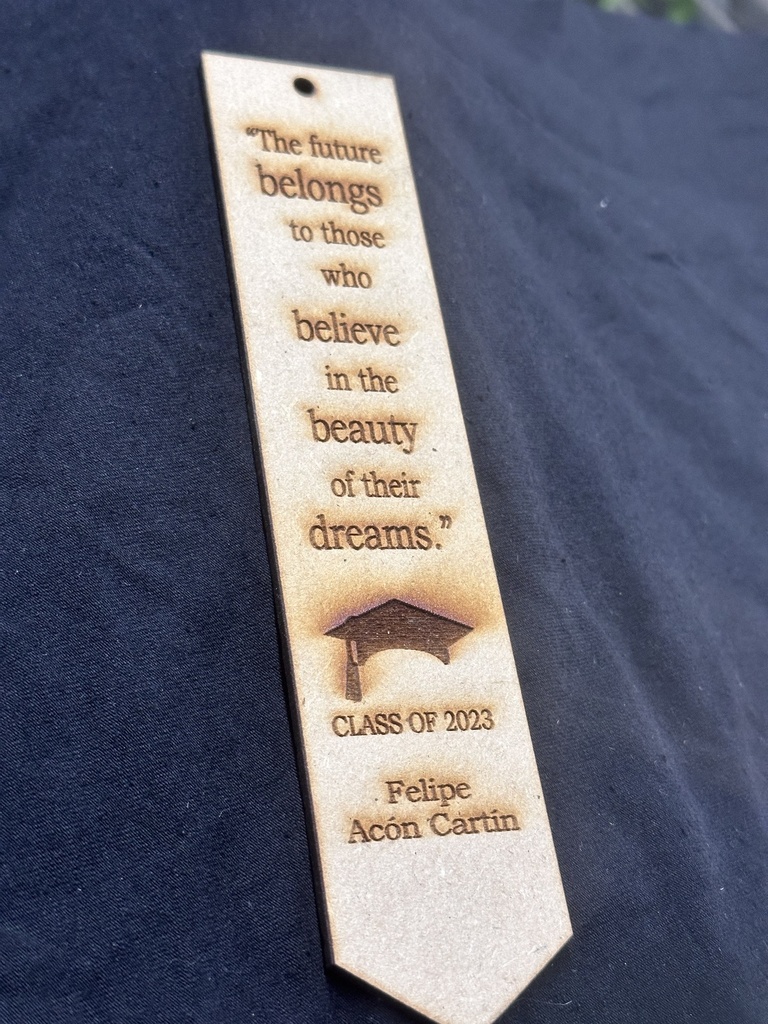 “The future
belongs
to those
who
believe
in the
beauty
of their
dreams.”
CLASS OF 2023
Felipe
Acón Cartín